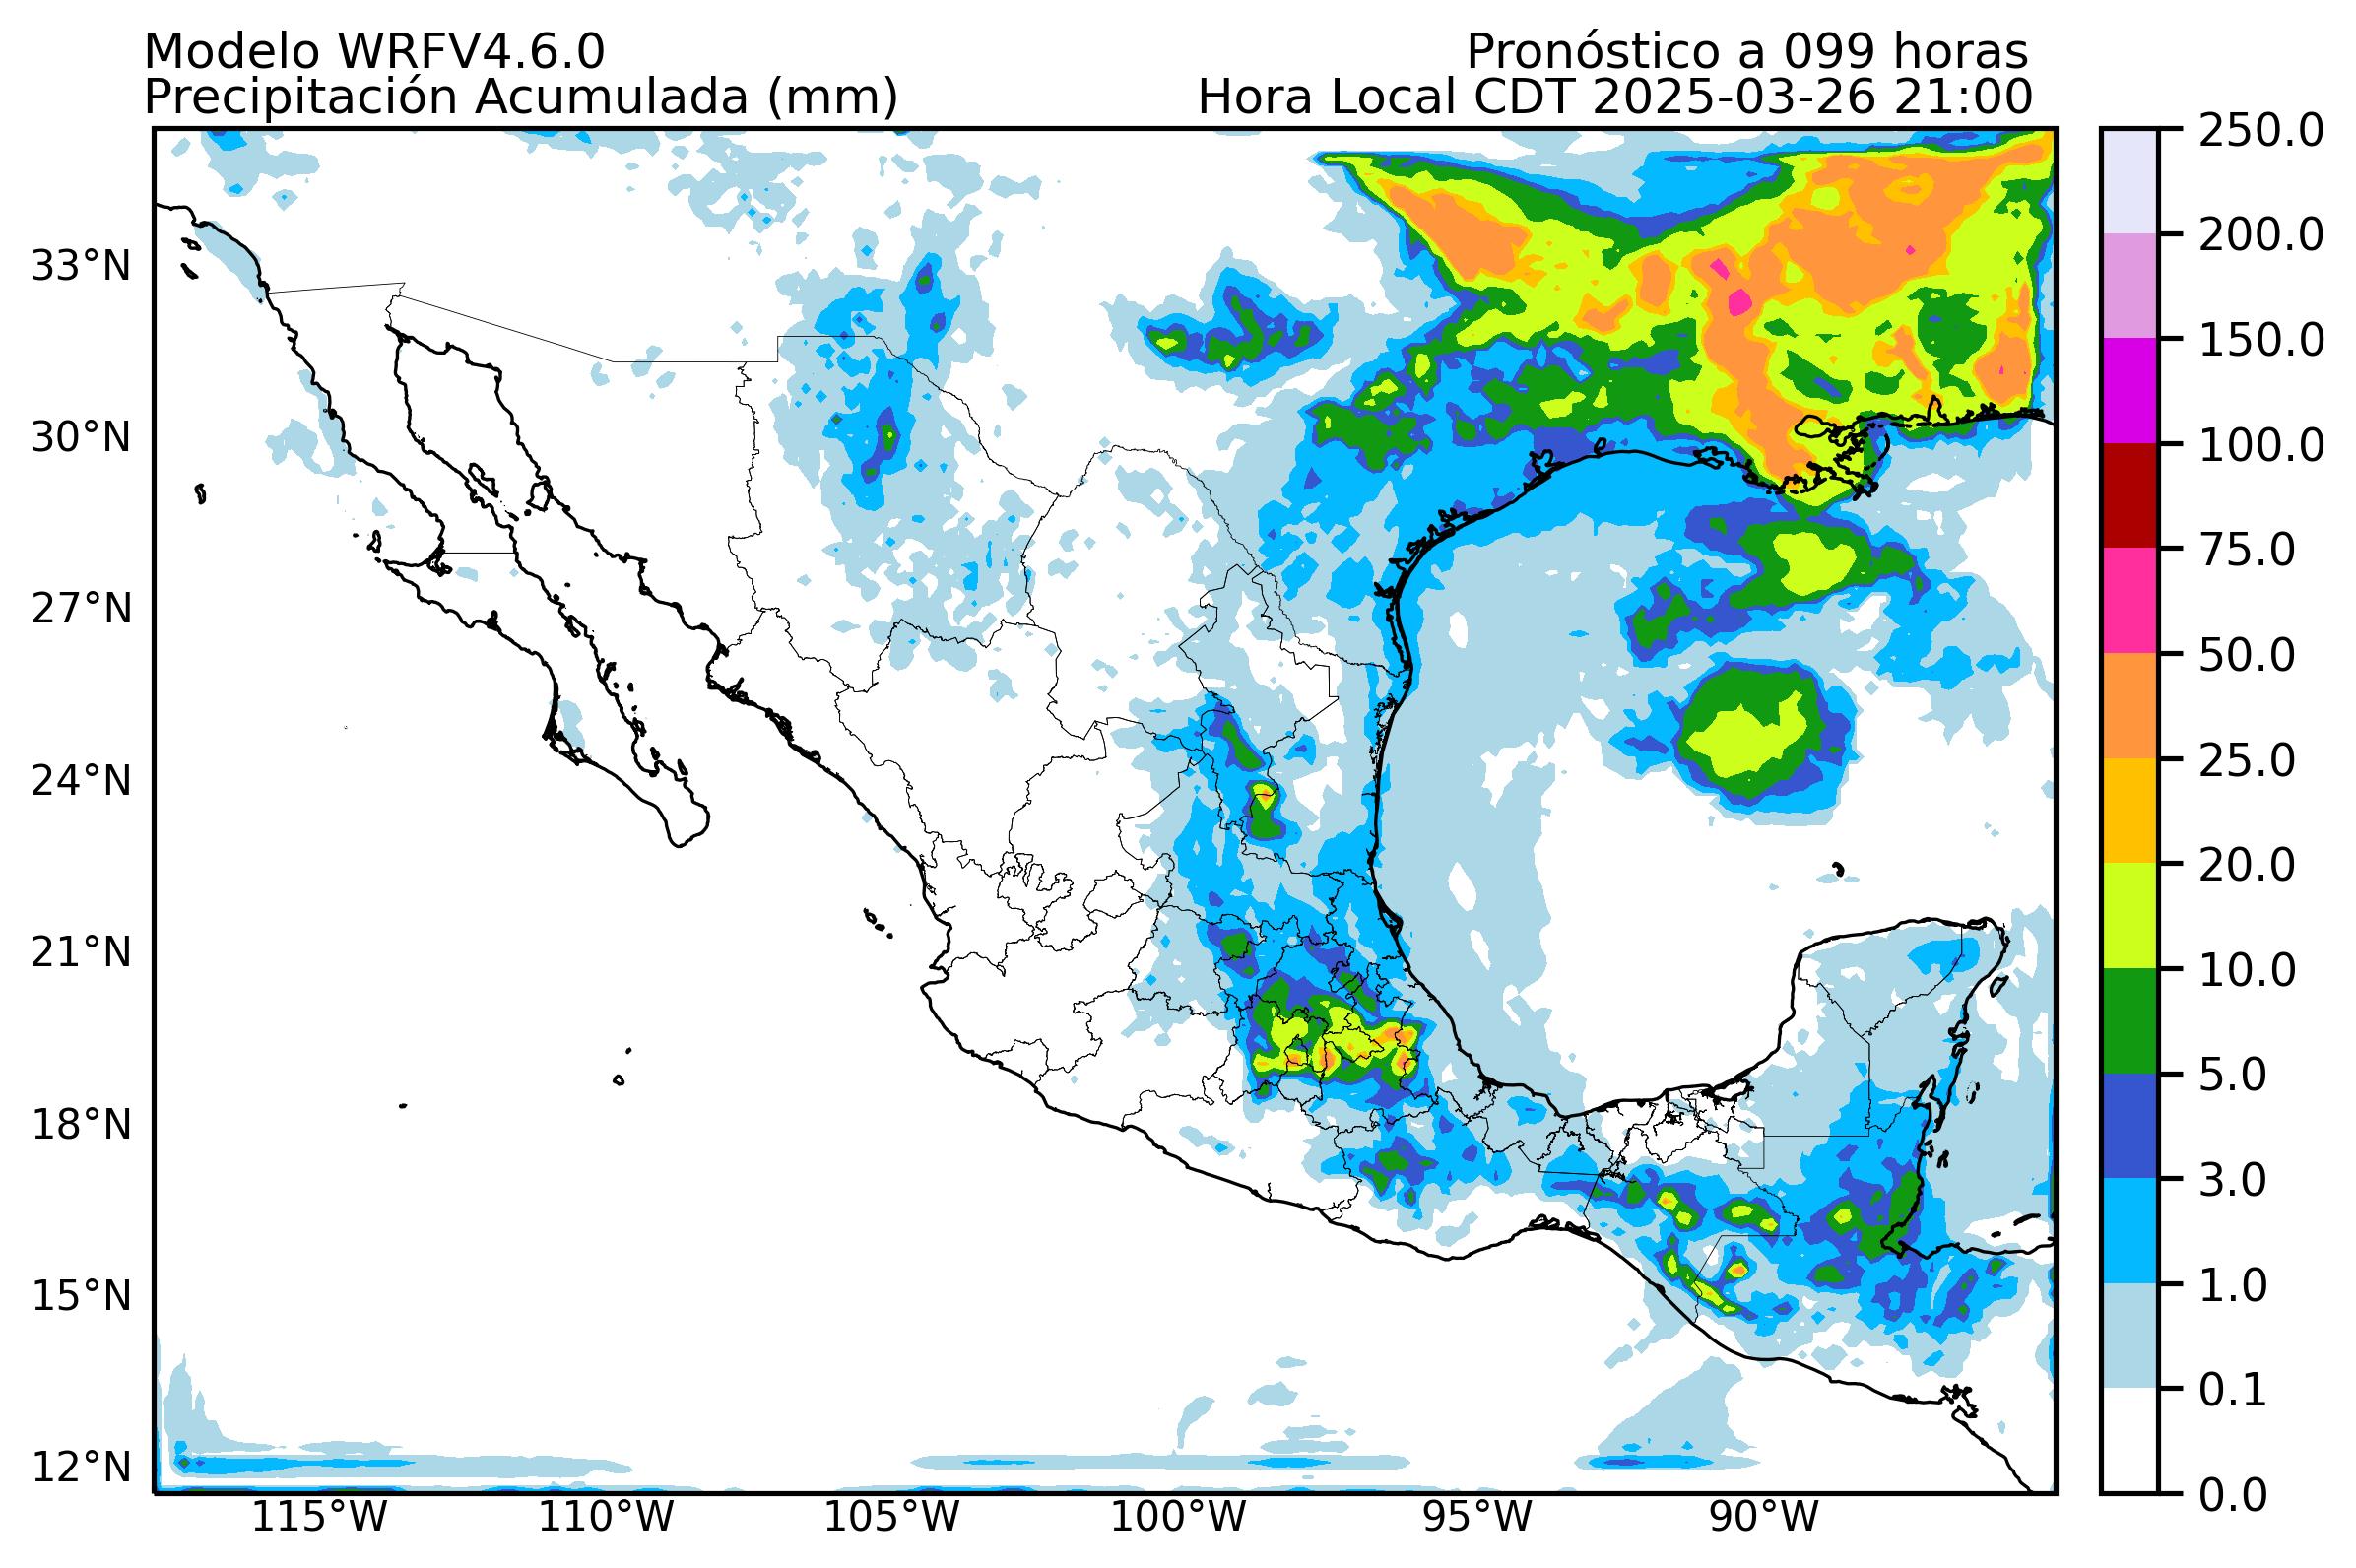 Modelo WRFV4.6.0
Pronóstico a 099 horas
Precipitación Acumulada (mm)
Hora Local CDT 2025-03-26 21:00
250.0
200.0
150.0
100.0
75.0
50.0
25.0
20.0
10.0
5.0
3.0
1.0
0.1
0.0
33°N
30°N
27°N
24°N
21°N
18°N
15°N
12°N
115°W
110°W
105°W
100°W
95°W
90°W